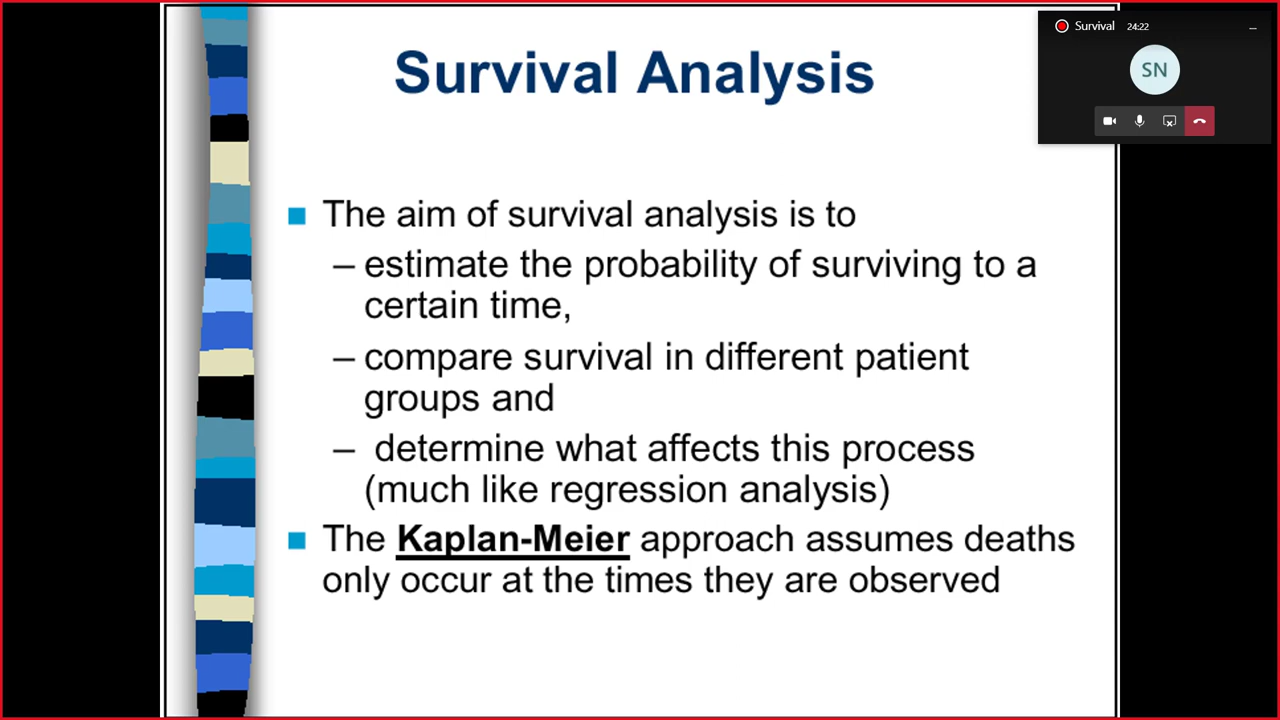 Survival Analysis
Survival 24:22
SN
The aim of survival analysis is to
– estimate the probability of surviving to a
certain time,
– compare survival in different patient
groups and
– determine what affects this process
(much like regression analysis)
The Kaplan-Meier approach assumes deaths
only occur at the times they are observed